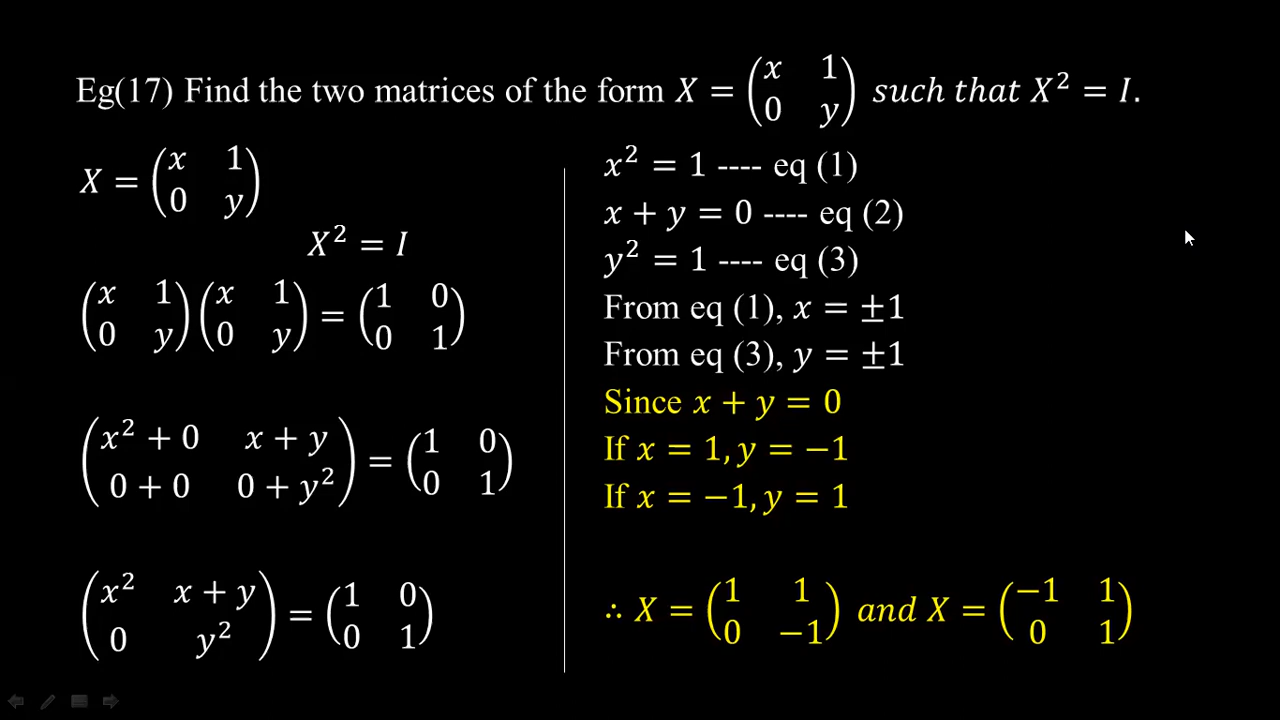 Eg(17) Find the two matrices of the form X = (x 1
0 y) such that X² = I.
X = (x 1
0 y)
X² = I
(x 1
0 y)(x 1
0 y) = (1 0
0 1)
(x² + 0 x + y
0 + 0 0 + y²) = (1 0
0 1)
(x² x + y
0 y²) = (1 0
0 1)
x² = 1 ---- eq (1)
x + y = 0 ---- eq (2)
y² = 1 ---- eq (3)
From eq (1), x = ±1
From eq (3), y = ±1
Since x + y = 0
If x = 1, y = −1
If x = −1, y = 1
∴ X = (1 1
0 −1) and X = (−1 1
0 1)